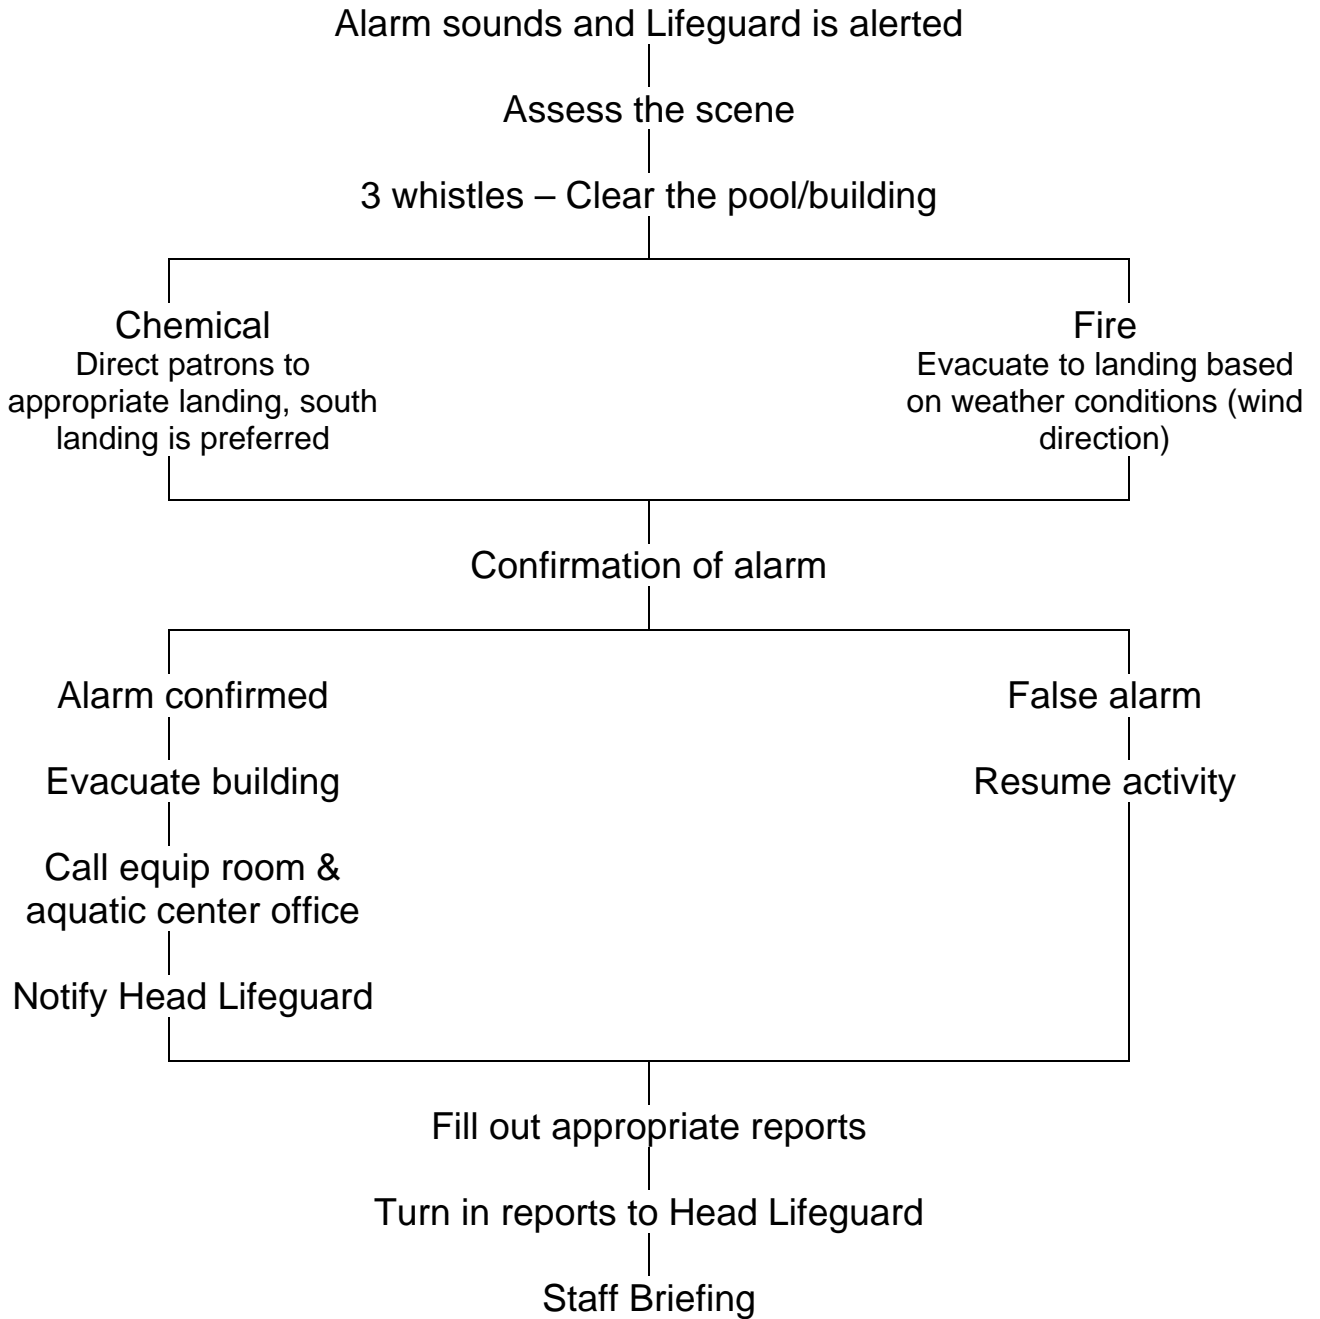 Alarm sounds and Lifeguard is alerted
Assess the scene
3 whistles – Clear the pool/building
Chemical
Direct patrons to
appropriate landing, south
landing is preferred
Fire
Evacuate to landing based
on weather conditions (wind
direction)
Confirmation of alarm
Alarm confirmed
Evacuate building
Call equip room &
aquatic center office
Notify Head Lifeguard
False alarm
Resume activity
Fill out appropriate reports
Turn in reports to Head Lifeguard
Staff Briefing